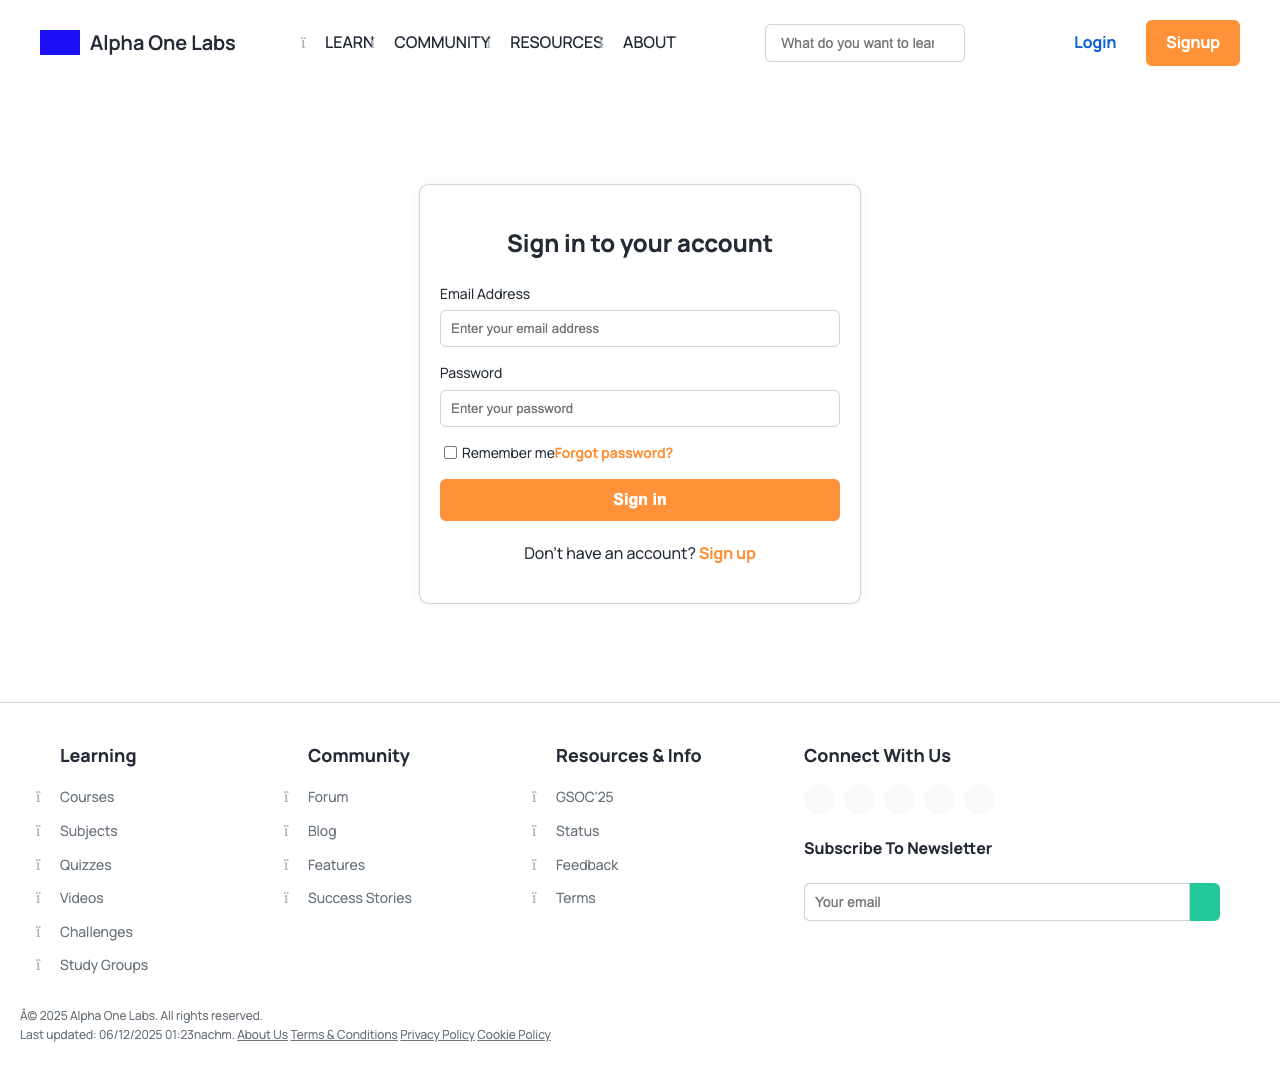 Alpha One Labs
ï LEARN ï COMMUNITY ï RESOURCES ï ABOUT
What do you want to lear
Login
Signup
Sign in to your account
Email Address
Enter your email address
Password
Enter your password
Remember me Forgot password?
Sign in
Don't have an account? Sign up
Learning
ï Courses
ï Subjects
ï Quizzes
ï Videos
ï Challenges
ï Study Groups
Community
ï Forum
ï Blog
ï Features
ï Success Stories
Resources & Info
ï GSOC'25
ï Status
ï Feedback
ï Terms
Connect With Us
Subscribe To Newsletter
Your email
Â© 2025 Alpha One Labs. All rights reserved.
Last updated: 06/12/2025 01:23nachm. About Us Terms & Conditions Privacy Policy Cookie Policy